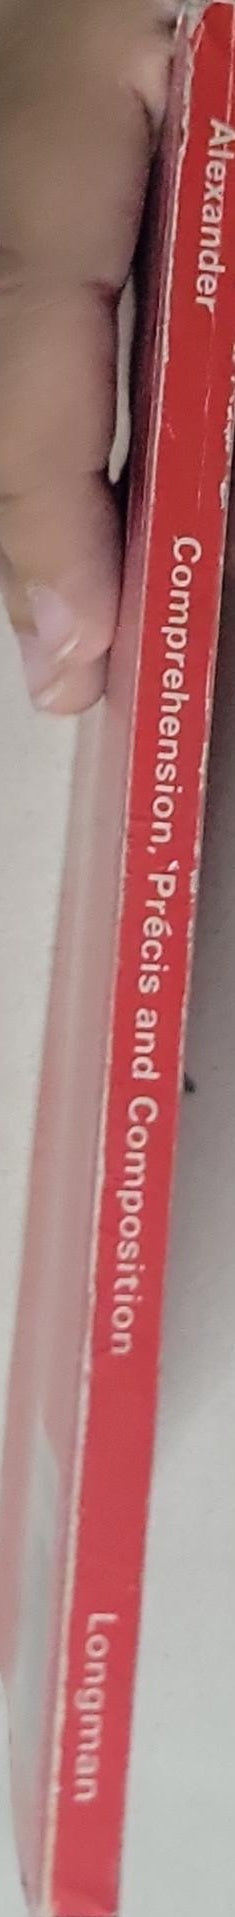 Alexander
Comprehension, Précis and Composition
Longman